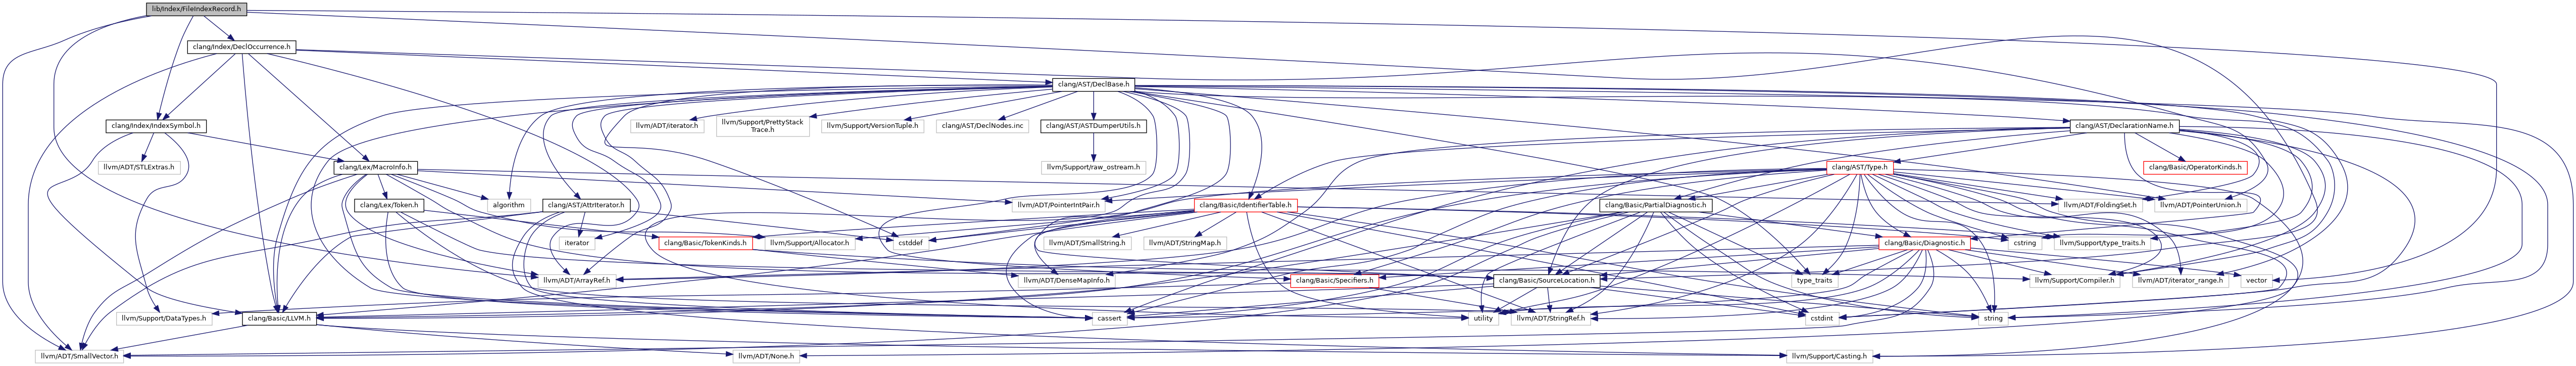 lib/Index/FileIndexRecord.h
clang/Index/DeclOccurrence.h
clang/AST/DeclBase.h
clang/Index/IndexSymbol.h
llvm/ADT/iterator.h
llvm/Support/PrettyStack
Trace.h
llvm/Support/VersionTuple.h
clang/AST/DeclNodes.inc
clang/AST/ASTDumperUtils.h
clang/AST/DeclarationName.h
llvm/ADT/STLExtras.h
clang/Lex/MacroInfo.h
llvm/Support/raw_ostream.h
clang/AST/Type.h
clang/Basic/OperatorKinds.h
clang/Lex/Token.h
algorithm
clang/AST/AttrIterator.h
llvm/ADT/PointerIntPair.h
clang/Basic/IdentifierTable.h
clang/Basic/PartialDiagnostic.h
llvm/ADT/FoldingSet.h
llvm/ADT/PointerUnion.h
iterator
clang/Basic/TokenKinds.h
llvm/Support/Allocator.h
cstddef
llvm/ADT/SmallString.h
llvm/ADT/StringMap.h
clang/Basic/Diagnostic.h
cstring
llvm/Support/type_traits.h
llvm/ADT/ArrayRef.h
llvm/ADT/DenseMapInfo.h
clang/Basic/Specifiers.h
clang/Basic/SourceLocation.h
type_traits
llvm/Support/Compiler.h
llvm/ADT/iterator_range.h
vector
llvm/Support/DataTypes.h
clang/Basic/LLVM.h
cassert
utility
llvm/ADT/StringRef.h
cstdint
string
llvm/ADT/SmallVector.h
llvm/ADT/None.h
llvm/Support/Casting.h